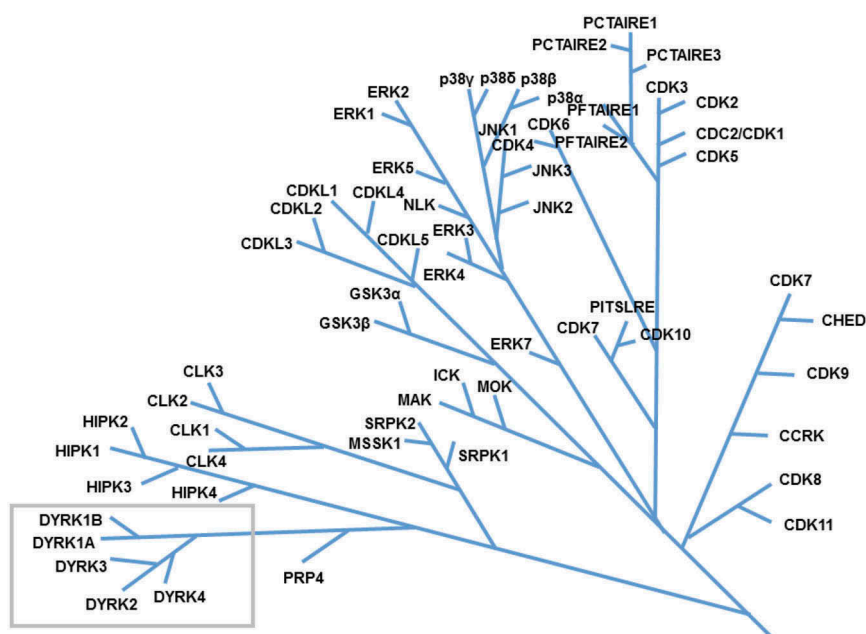 PCTAIRE1
PCTAIRE2
PCTAIRE3
p38γ p38δ p38β
CDK3
ERK2
p38α
CDK2
ERK1
PFTAIRE1
JNK1
CDK6
CDC2/CDK1
CDK4
PFTAIRE2
CDK5
ERK5
JNK3
CDKL1
CDKL4
CDKL2
NLK
JNK2
CDKL3
CDKL5
ERK3
ERK4
CDK7
GSK3α
PITSLRE
GSK3β
CDK7
CDK10
CHED
ERK7
CLK3
ICK
MOK
CDK9
CLK2
MAK
HIPK2
SRPK2
CLK1
MSSK1
CCRK
HIPK1
SRPK1
CLK4
HIPK3
CDK8
HIPK4
DYRK1B
CDK11
DYRK1A
DYRK3
PRP4
DYRK2
DYRK4